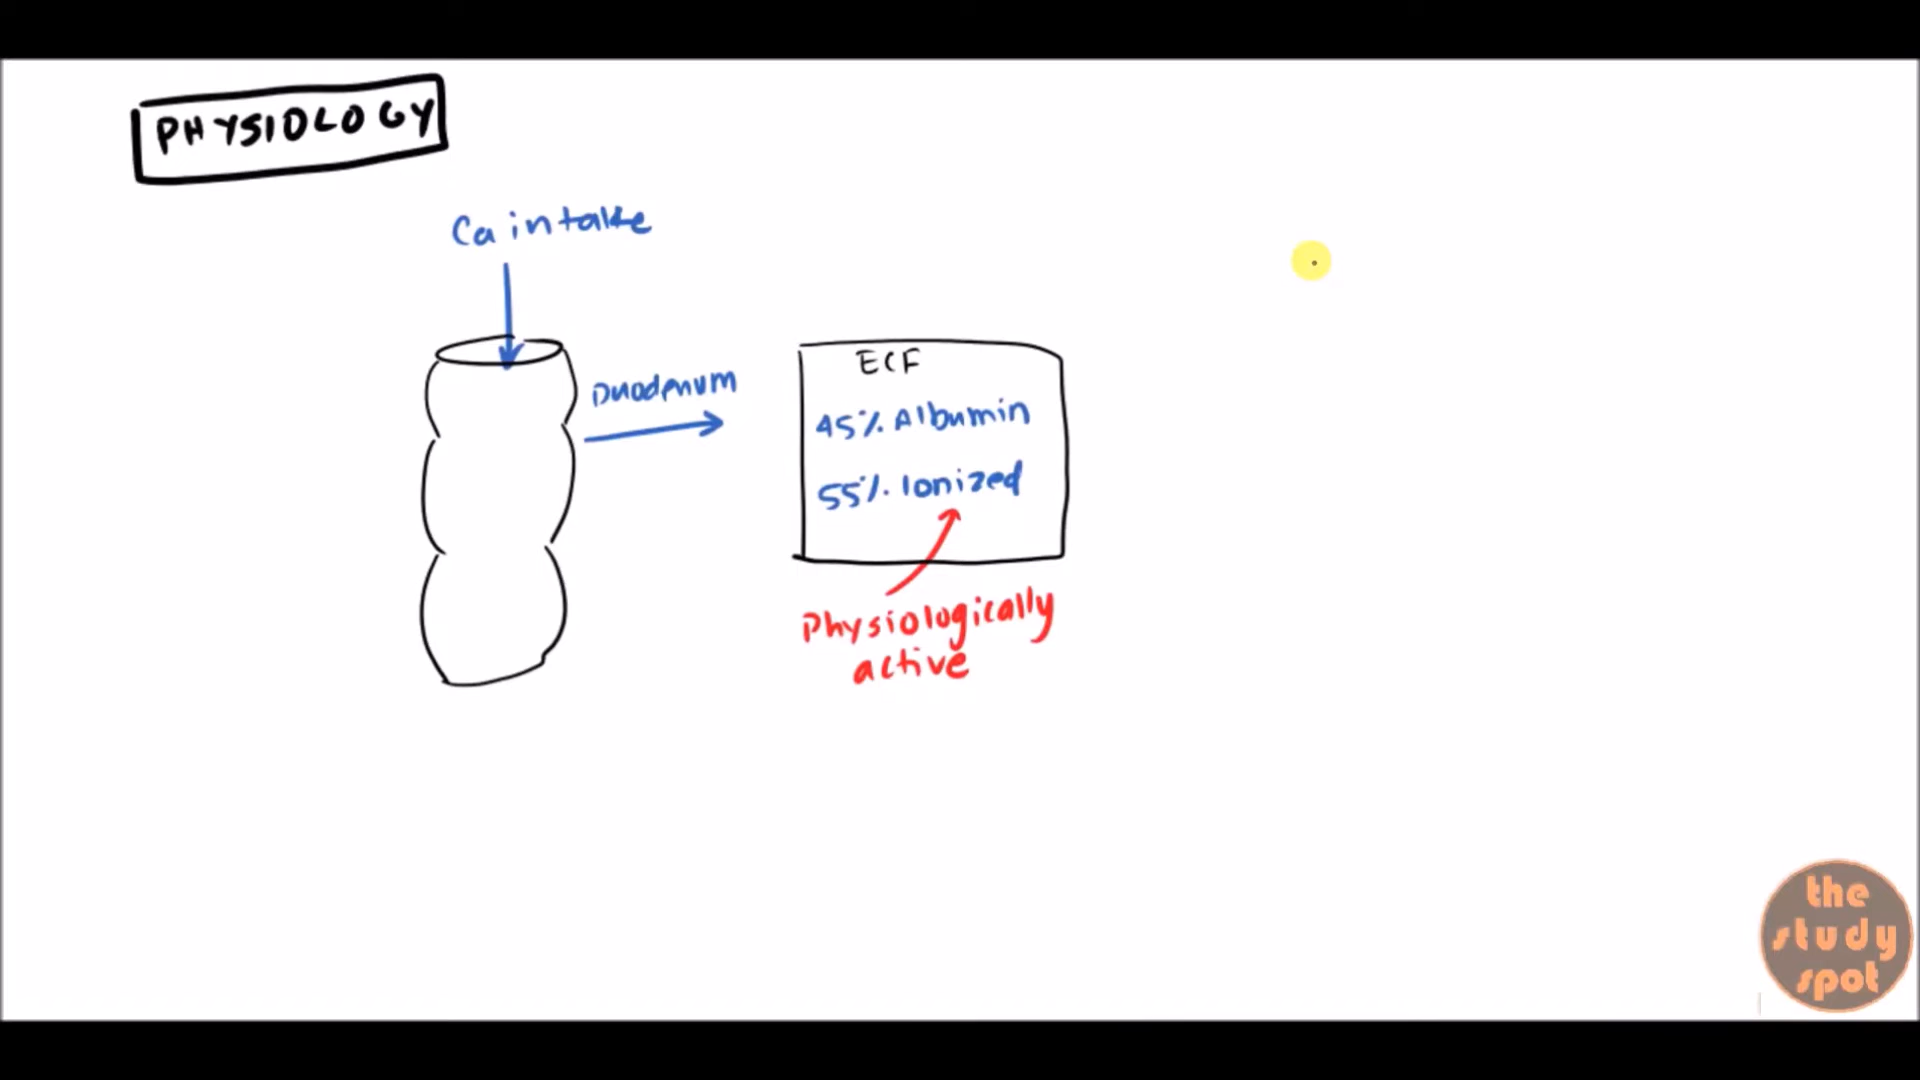 PHYSIOLOGY
Ca intake
Duodenum
ECF
45% Albumin
55% Ionized
Physiologically
active
the
study
spot